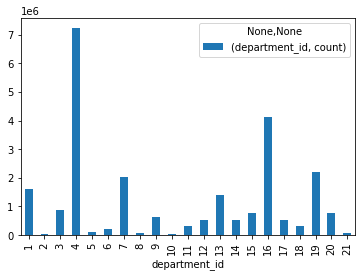 1e6
None,None
(department_id, count)
7
6
5
4
3
2
1
0
1 2 3 4 5 6 7 8 9 10 11 12 13 14 15 16 17 18 19 20 21
department_id